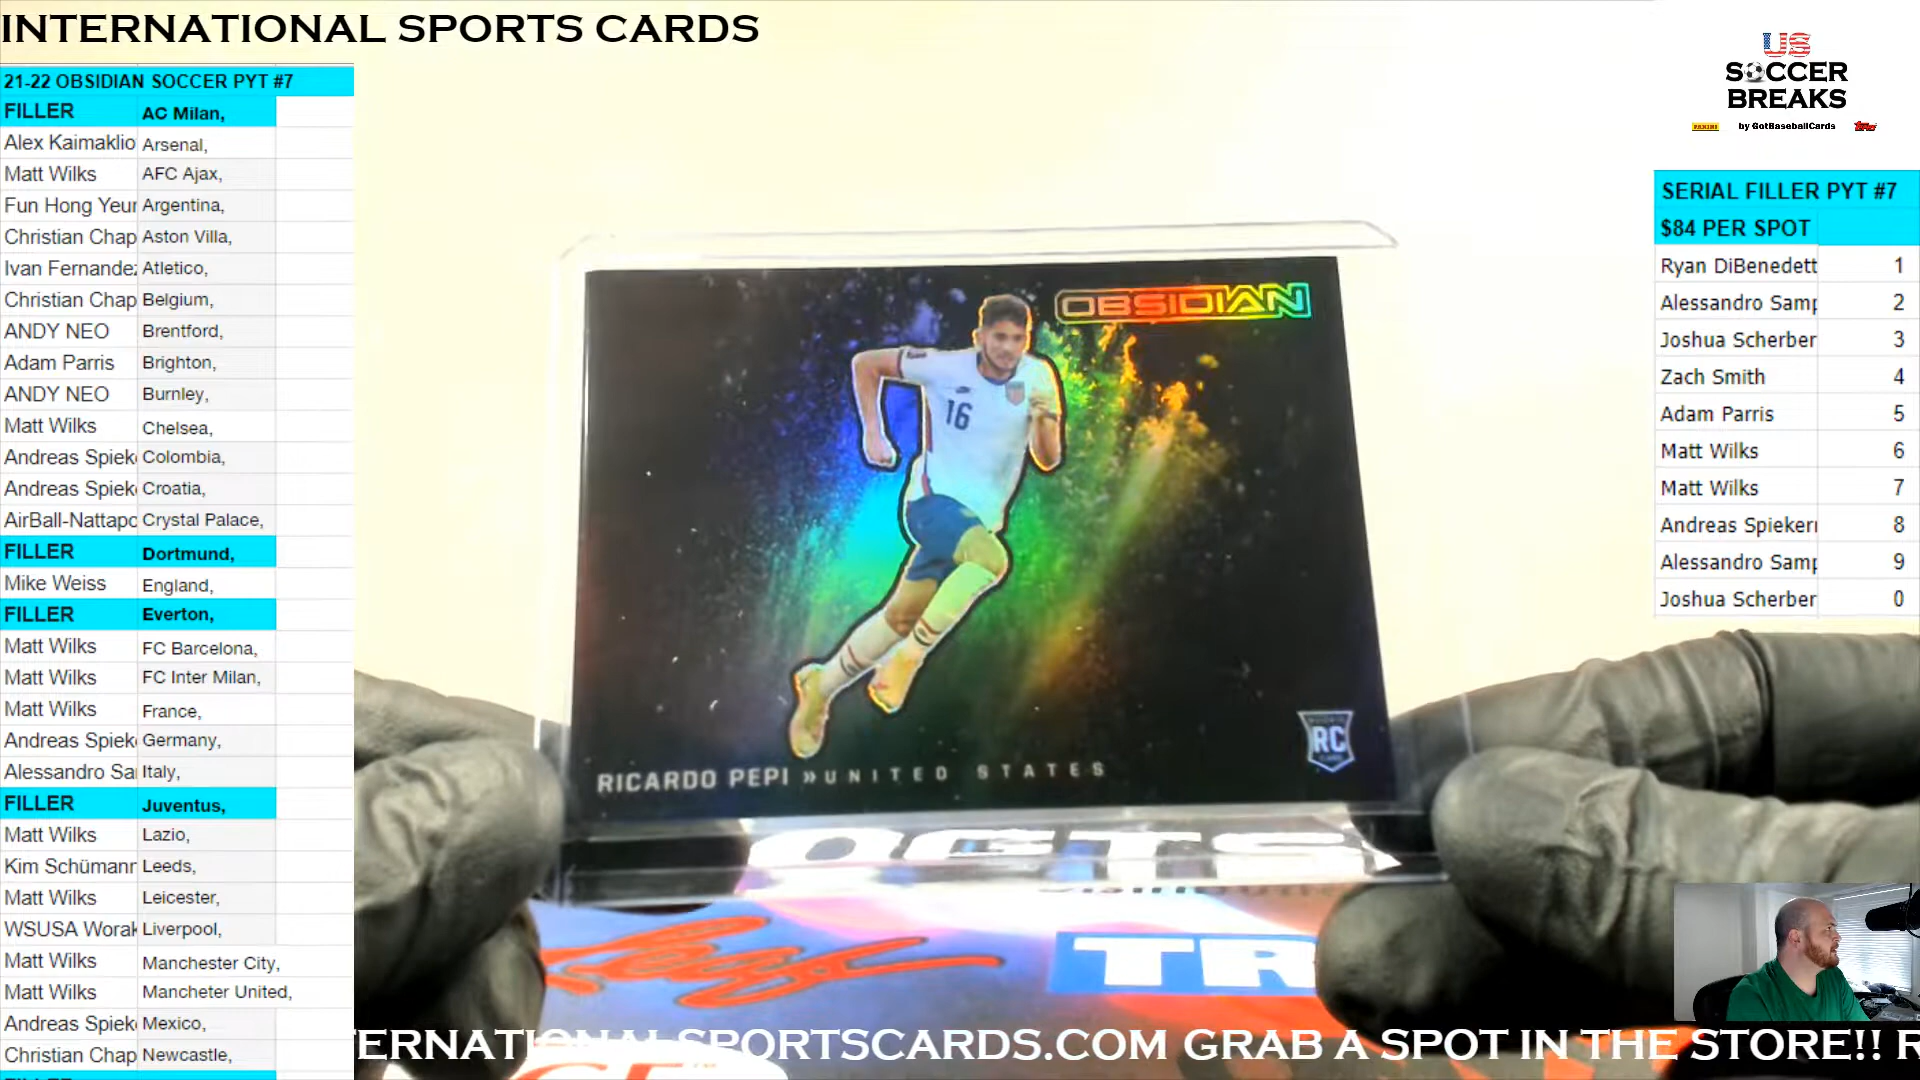 INTERNATIONAL SPORTS CARDS
21-22 OBSIDIAN SOCCER PYT #7
FILLER AC Milan,
Alex Kaimaklio Arsenal,
Matt Wilks AFC Ajax,
Fun Hong Yeur Argentina,
Christian Chap Aston Villa,
Ivan Fernandez Atletico,
Christian Chap Belgium,
ANDY NEO Brentford,
Adam Parris Brighton,
ANDY NEO Burnley,
Matt Wilks Chelsea,
Andreas Spiek Colombia,
Andreas Spiek Croatia,
AirBall-Nattapo Crystal Palace,
FILLER Dortmund,
Mike Weiss England,
FILLER Everton,
Matt Wilks FC Barcelona,
Matt Wilks FC Inter Milan,
Matt Wilks France,
Andreas Spiek Germany,
Alessandro Sa Italy,
FILLER Juventus,
Matt Wilks Lazio,
Kim Schümann Leeds,
Matt Wilks Leicester,
WSUSA Worak Liverpool,
Matt Wilks Manchester City,
Matt Wilks Mancheter United,
Andreas Spiek Mexico,
Christian Chap Newcastle,
OBSIDIAN
16
RC
RICARDO PEPI »UNITED STATES
TR
US
SOCCER
BREAKS
PANINI by GotBaseballCards Topps
SERIAL FILLER PYT #7
$84 PER SPOT
Ryan DiBenedett 1
Alessandro Samp 2
Joshua Scherber 3
Zach Smith 4
Adam Parris 5
Matt Wilks 6
Matt Wilks 7
Andreas Spieker 8
Alessandro Samp 9
Joshua Scherber 0
ERNATIONALSPORTSCARDS.COM GRAB A SPOT IN THE STORE!! R